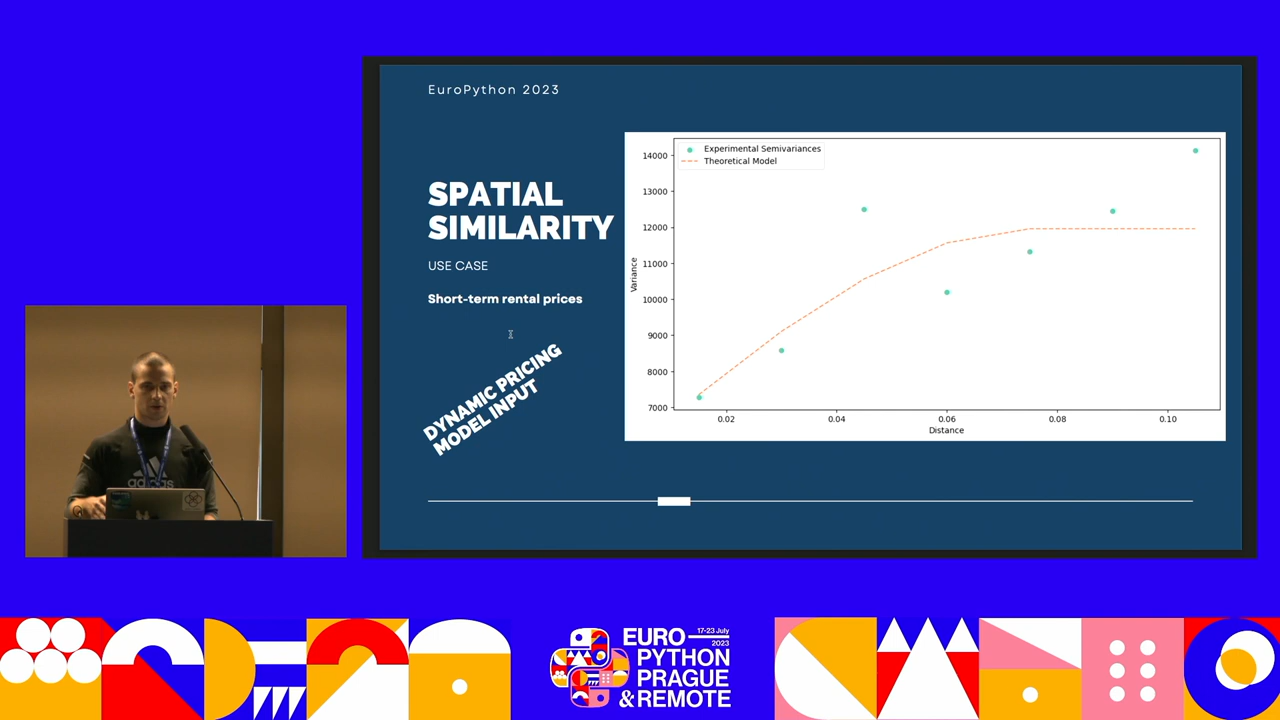 EuroPython 2023
SPATIAL
SIMILARITY
USE CASE
Short-term rental prices
DYNAMIC PRICING
MODEL INPUT
Experimental Semivariances
Theoretical Model
14000
13000
12000
11000
10000
9000
8000
7000
Variance
0.02
0.04
0.06
0.08
0.10
Distance
adidas
EURO
17-23 July
2023
PYTHON
PRAGUE
& REMOTE